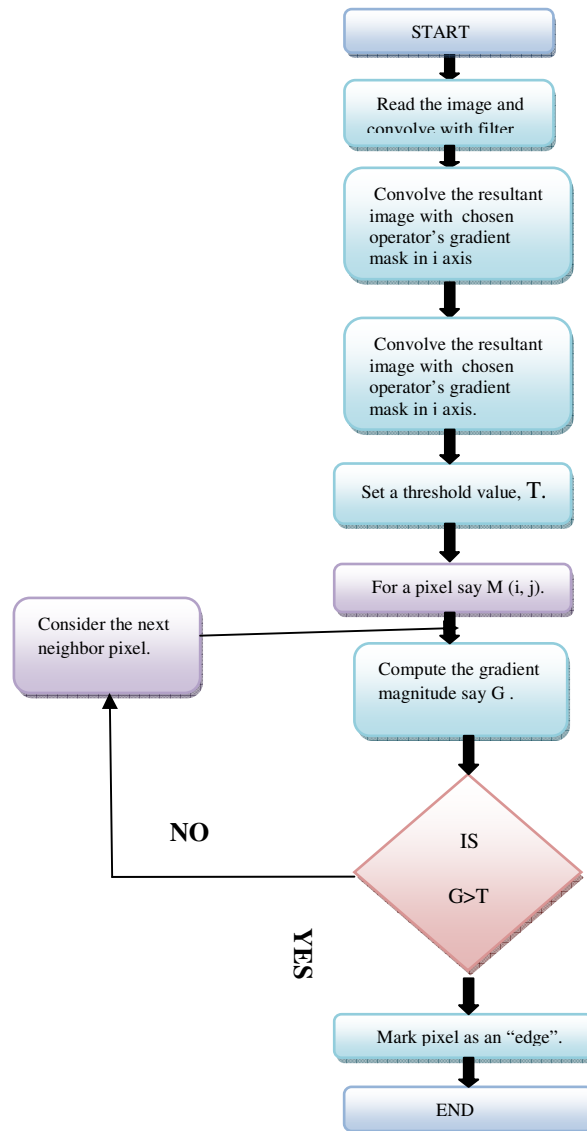 START
Read the image and
convolve with filter
Convolve the resultant
image with chosen
operator's gradient
mask in i axis
Convolve the resultant
image with chosen
operator's gradient
mask in j axis.
Set a threshold value, T.
For a pixel say M (i, j).
Consider the next
neighbor pixel.
Compute the gradient
magnitude say G .
NO
IS
G>T
YES
Mark pixel as an “edge”.
END